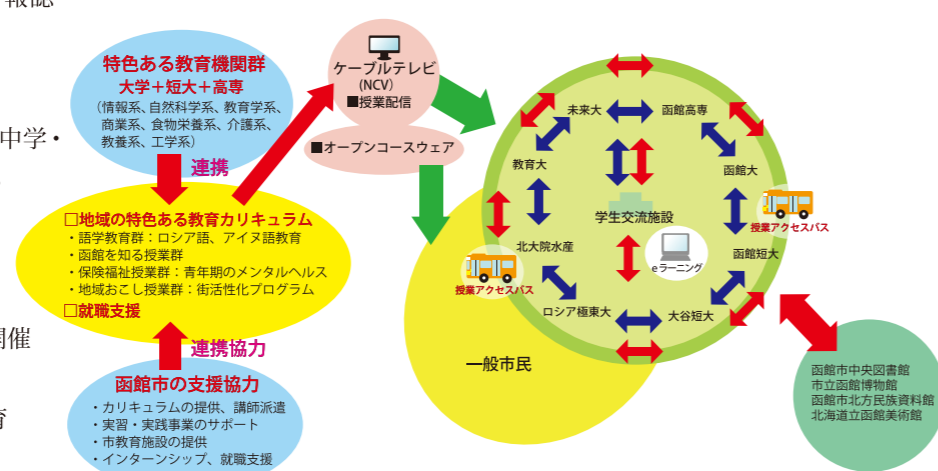 報誌
中学・
開催
育
特色ある教育機関群
大学＋短大＋高専
（情報系、自然科学系、教育学系、
商業系、食物栄養系、介護系、
教養系、工学系）
連携
□地域の特色ある教育カリキュラム
・語学教育群：ロシア語、アイヌ語教育
・函館を知る授業群
・保険福祉授業群：青年期のメンタルヘルス
・地域おこし授業群：街活性化プログラム
□就職支援
連携協力
函館市の支援協力
・カリキュラムの提供、講師派遣
・実習・実践事業のサポート
・市教育施設の提供
・インターンシップ、就職支援
ケーブルテレビ
(NCV)
■授業配信
■オープンコースウェア
一般市民
未来大
函館高専
教育大
函館大
学生交流施設
授業アクセスバス
北大院水産
eラーニング
函館短大
授業アクセスバス
ロシア極東大
大谷短大
函館市中央図書館
市立函館博物館
函館市北方民族資料館
北海道立函館美術館